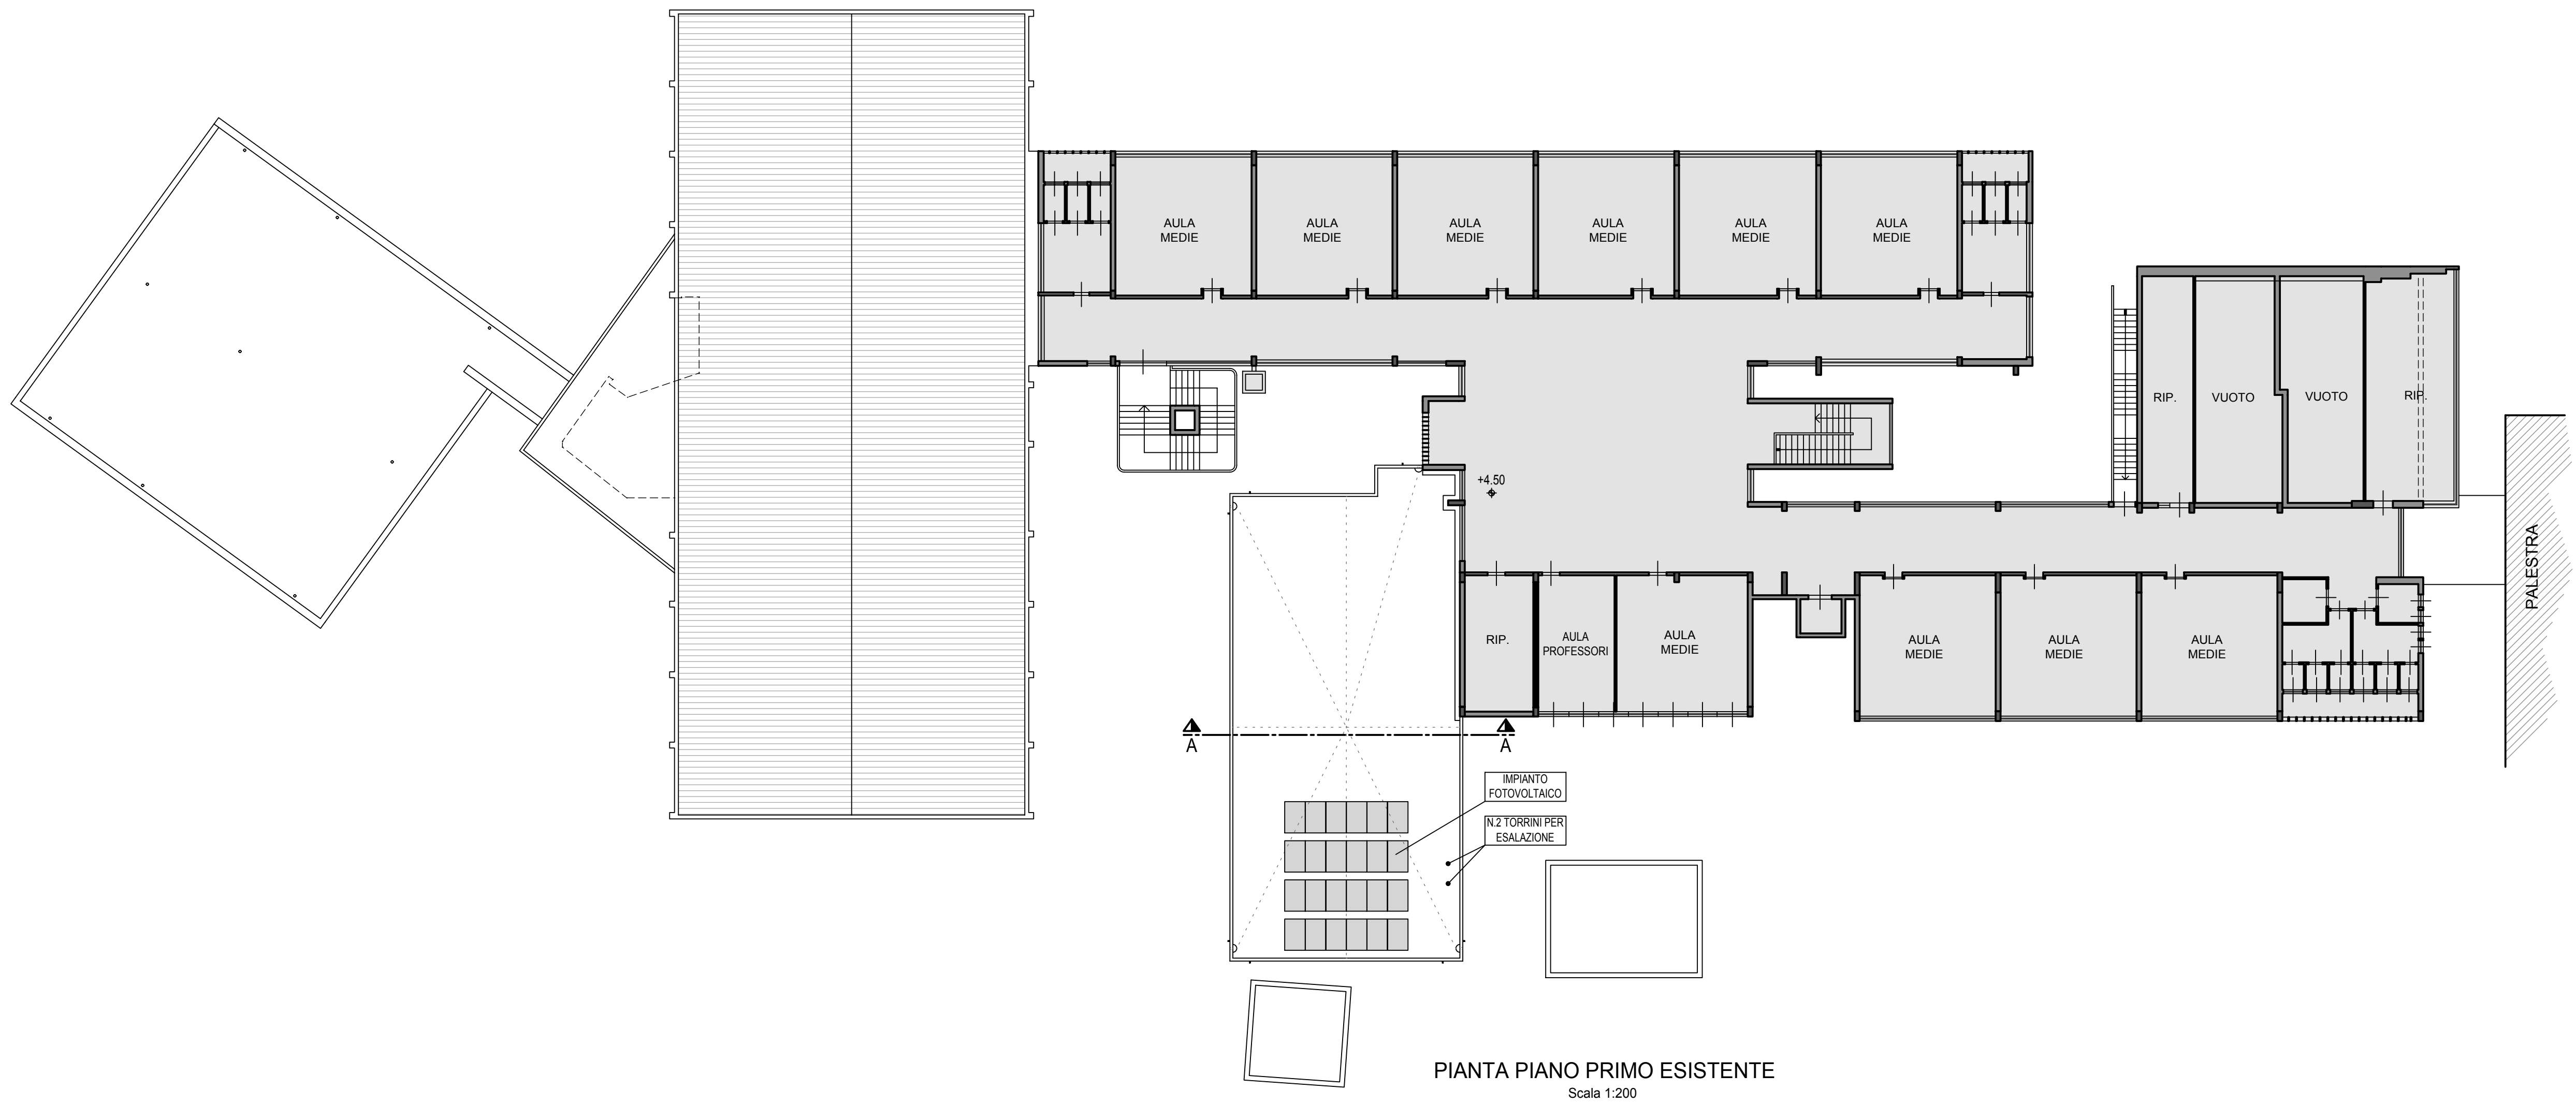 AULA
MEDIE
AULA
MEDIE
AULA
MEDIE
AULA
MEDIE
AULA
MEDIE
AULA
MEDIE
RIP.
VUOTO
VUOTO
RIP.
+4.50
PALESTRA
RIP.
AULA
PROFESSORI
AULA
MEDIE
AULA
MEDIE
AULA
MEDIE
AULA
MEDIE
A
A
IMPIANTO
FOTOVOLTAICO
N.2 TORRINI PER
ESALAZIONE
PIANTA PIANO PRIMO ESISTENTE
Scala 1:200